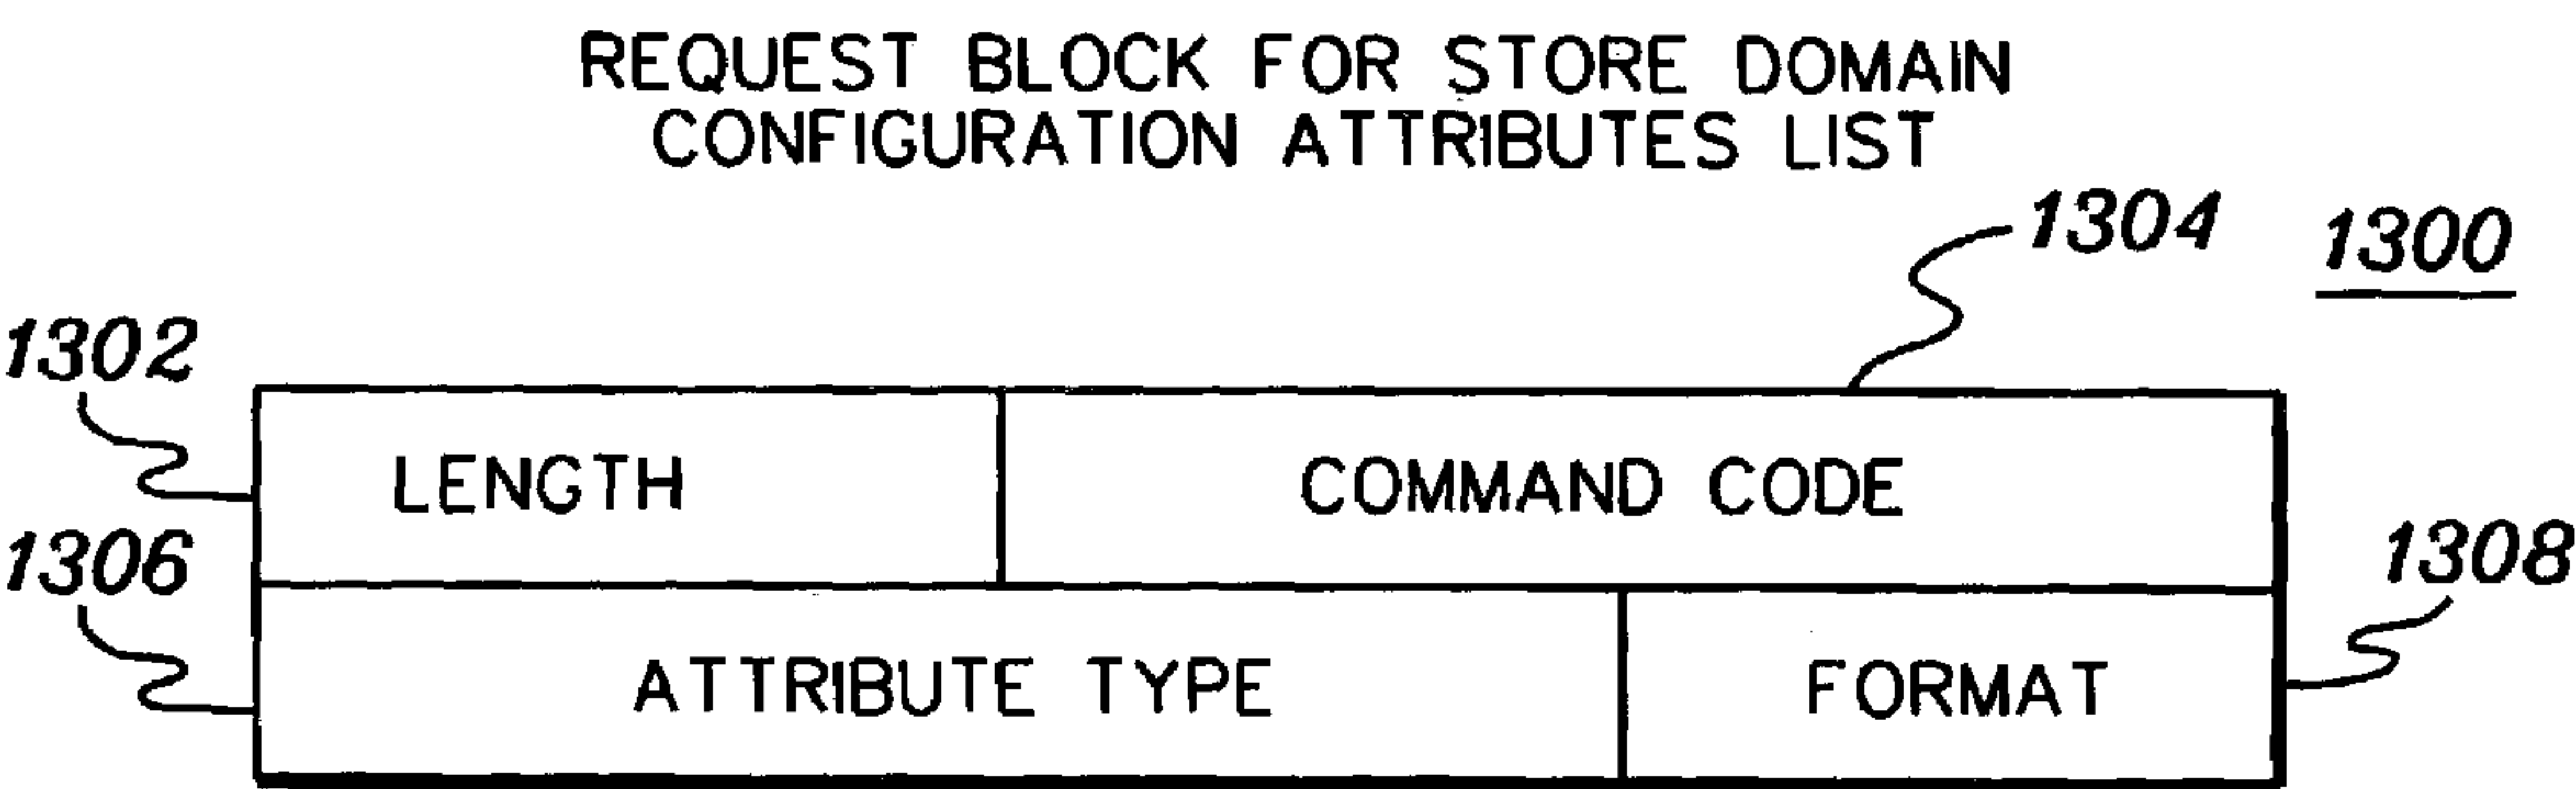 REQUEST BLOCK FOR STORE DOMAIN
CONFIGURATION ATTRIBUTES LIST
1304
1300
1302
LENGTH
COMMAND CODE
1306
1308
ATTRIBUTE TYPE
FORMAT